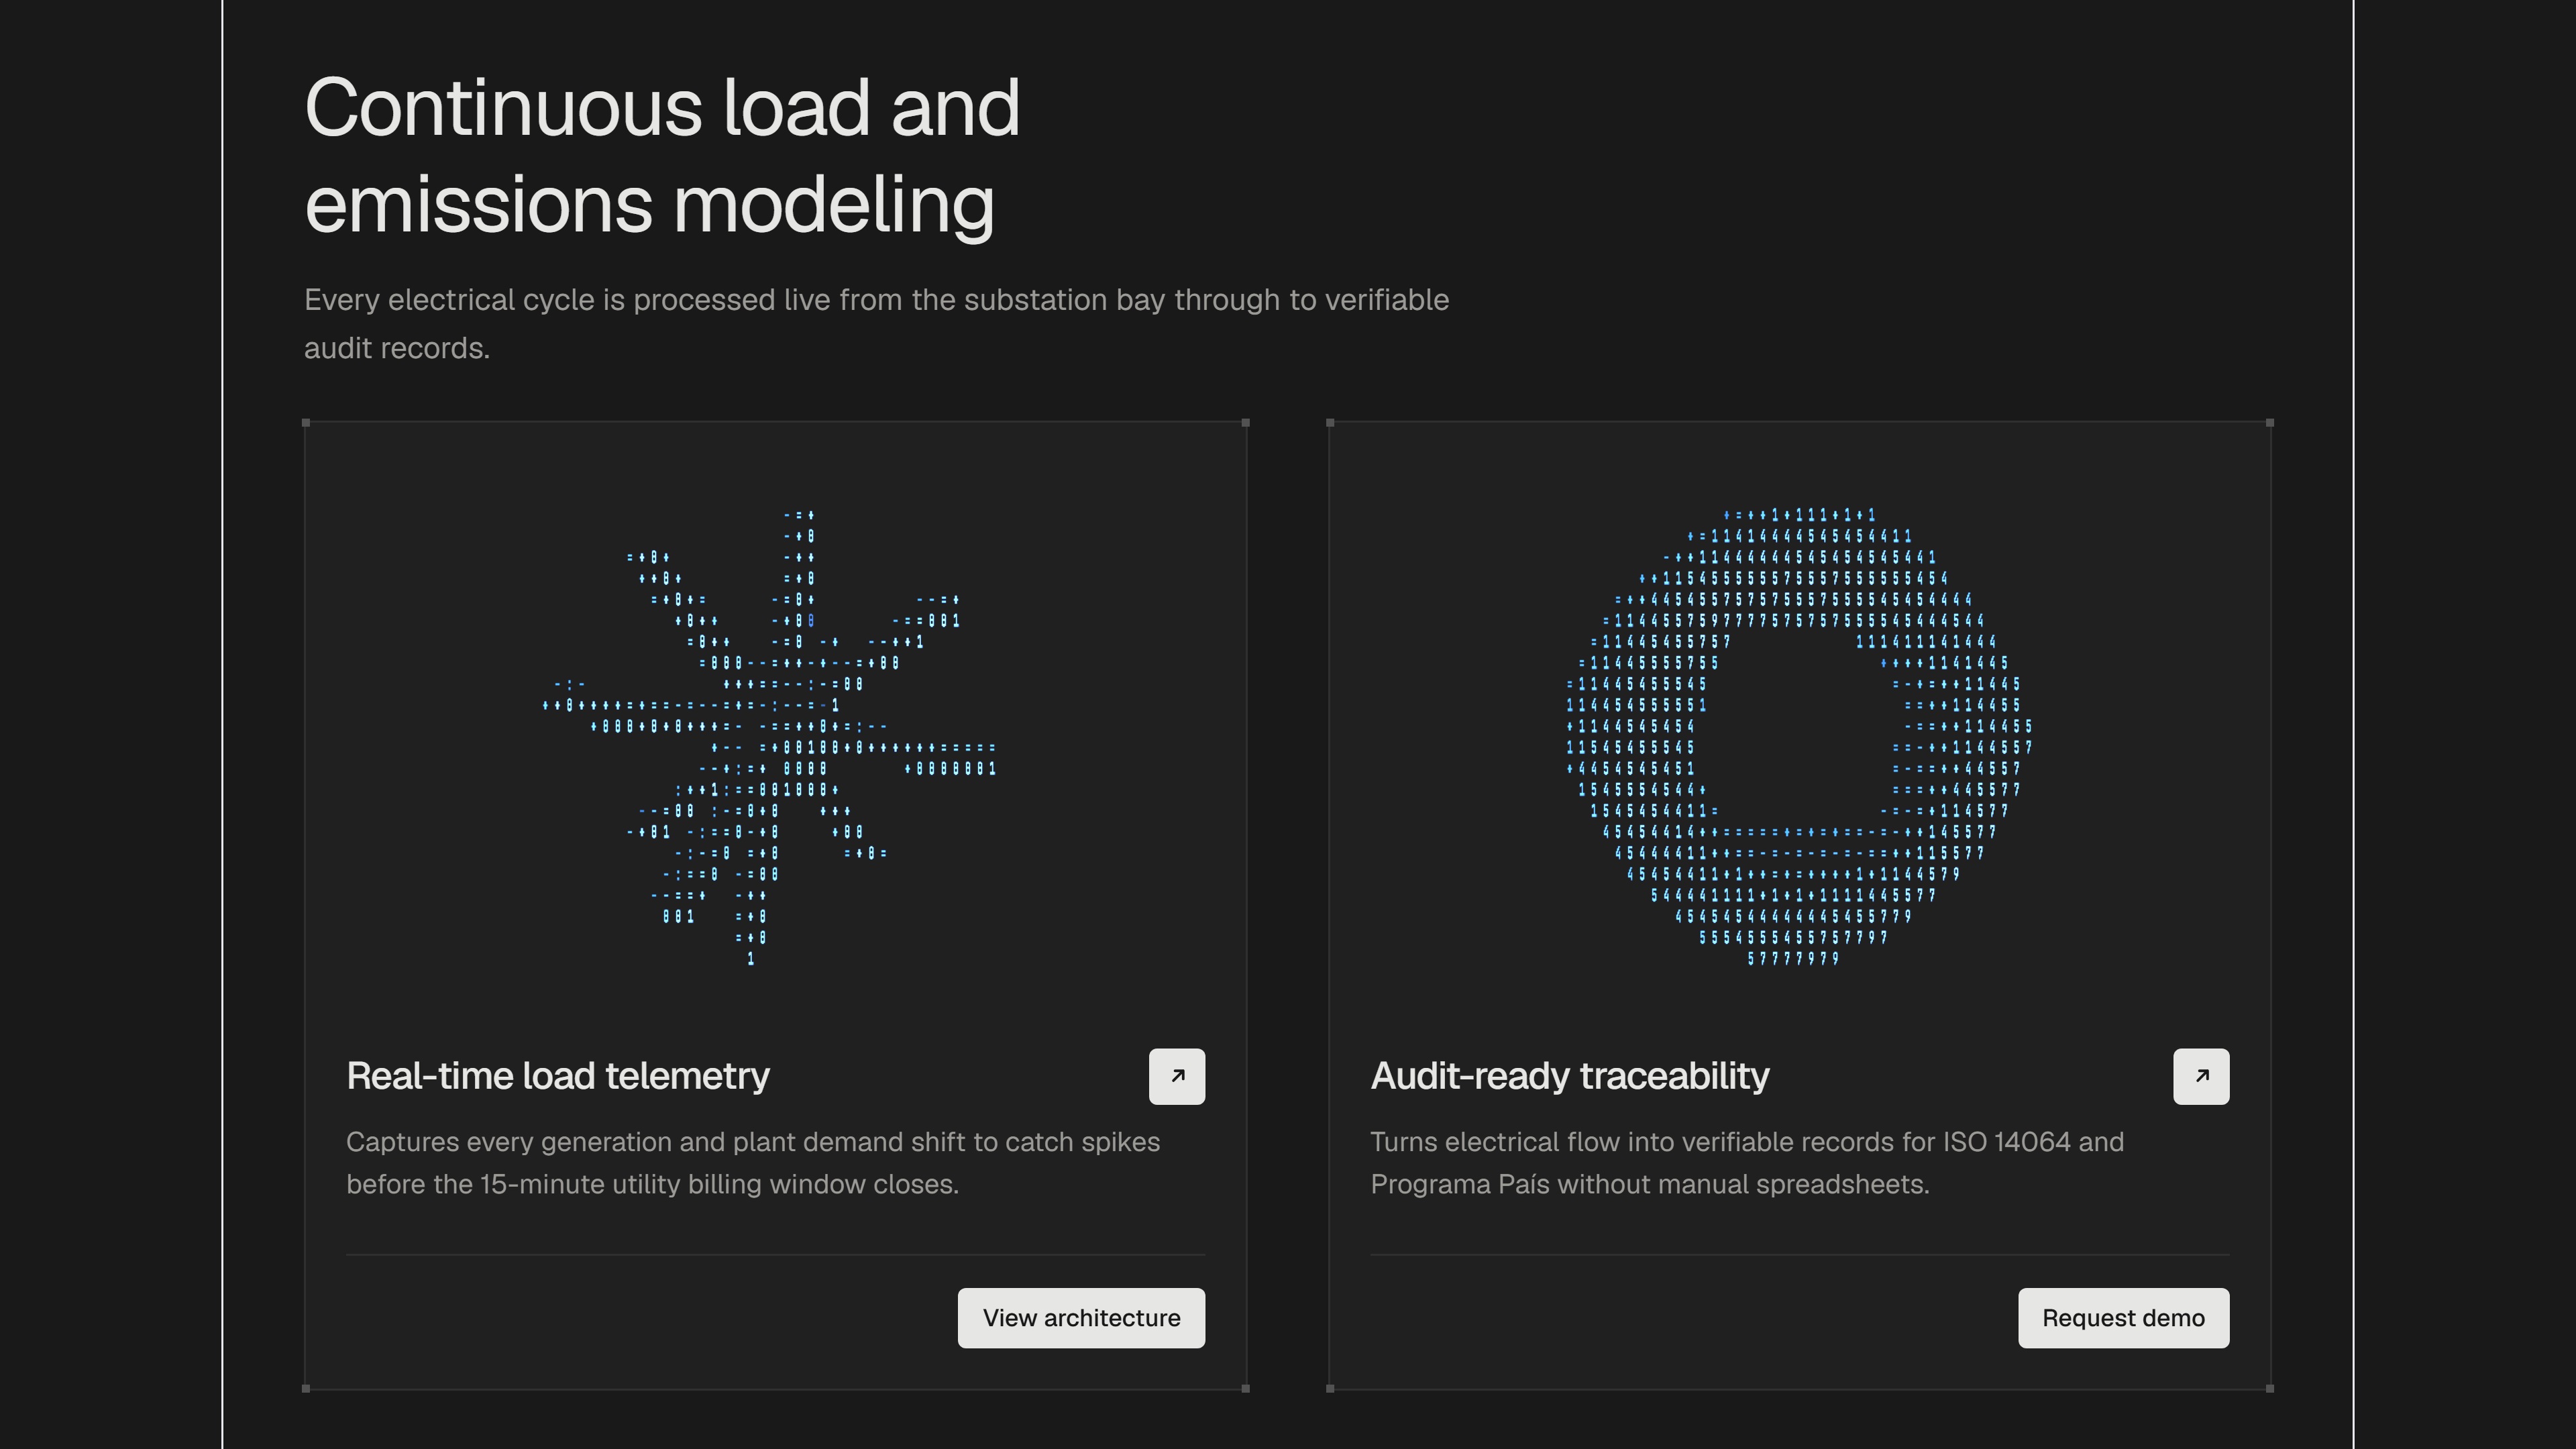 Continuous load and
emissions modeling
Every electrical cycle is processed live from the substation bay through to verifiable
audit records.
Real-time load telemetry
Captures every generation and plant demand shift to catch spikes
before the 15-minute utility billing window closes.
View architecture
Audit-ready traceability
Turns electrical flow into verifiable records for ISO 14064 and
Programa País without manual spreadsheets.
Request demo